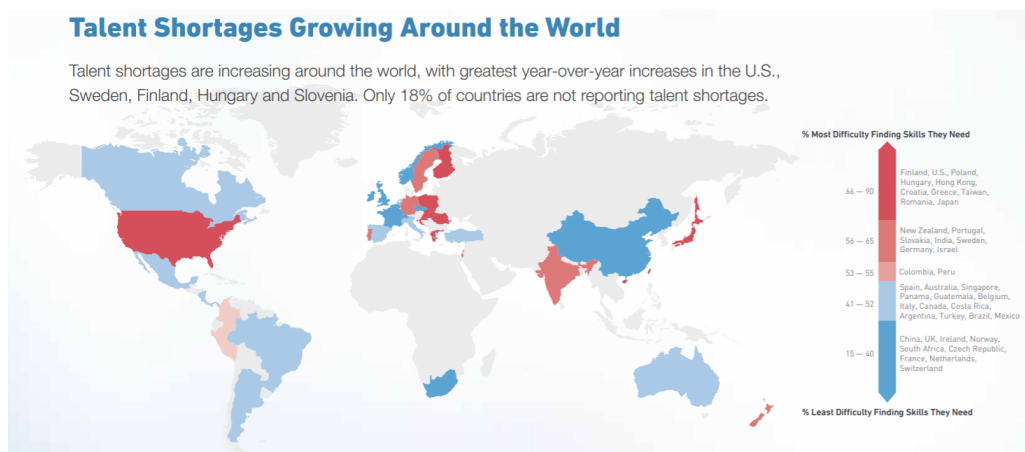 Talent Shortages Growing Around the World
Talent shortages are increasing around the world, with greatest year-over-year increases in the U.S.,
Sweden, Finland, Hungary and Slovenia. Only 18% of countries are not reporting talent shortages.
% Most Difficulty Finding Skills They Need
66 — 90
Finland, U.S., Poland,
Hungary, Hong Kong,
Croatia, Greece, Taiwan,
Romania, Japan
56 — 65
New Zealand, Portugal,
Slovakia, India, Sweden,
Germany, Israel
53 — 55
Colombia, Peru
41 — 52
Spain, Australia, Singapore,
Panama, Guatemala, Belgium,
Italy, Canada, Costa Rica,
Argentina, Turkey, Brazil, Mexico
15 — 40
China, UK, Ireland, Norway,
South Africa, Czech Republic,
France, Netherlands,
Switzerland
% Least Difficulty Finding Skills They Need